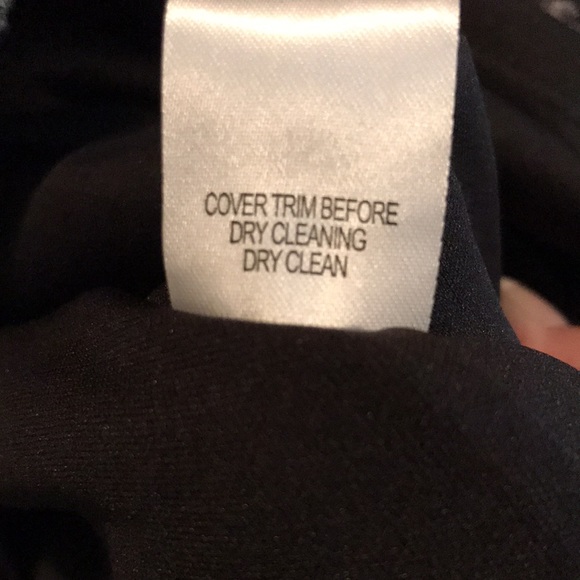 COVER TRIM BEFORE
DRY CLEANING
DRY CLEAN